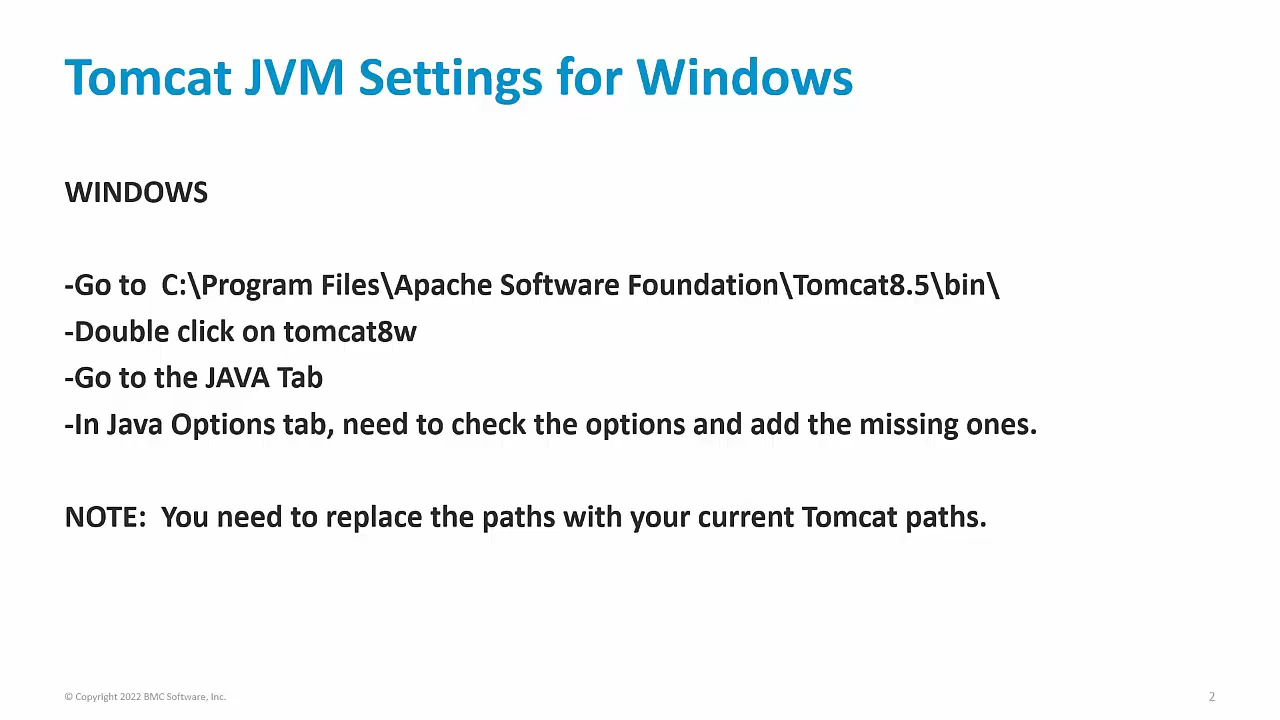 Tomcat JVM Settings for Windows
WINDOWS
-Go to  C:\Program Files\Apache Software Foundation\Tomcat8.5\bin\
-Double click on tomcat8w
-Go to the JAVA Tab
-In Java Options tab, need to check the options and add the missing ones.
NOTE:  You need to replace the paths with your current Tomcat paths.
© Copyright 2022 BMC Software, Inc.
2